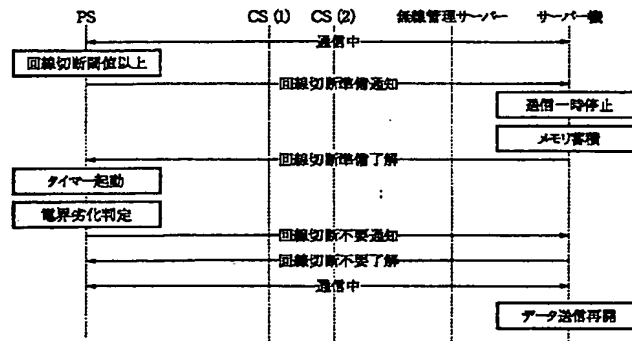 PS CS(1) CS(2) 無線管理サーバー サーバー機
通信中
回線切断閾値以上
回線切断準備通知
通信一時停止
メモリ蓄積
回線切断準備了解
タイマー起動
電界劣化判定
回線切断不要通知
回線切断不要了解
通信中
データ送信再開